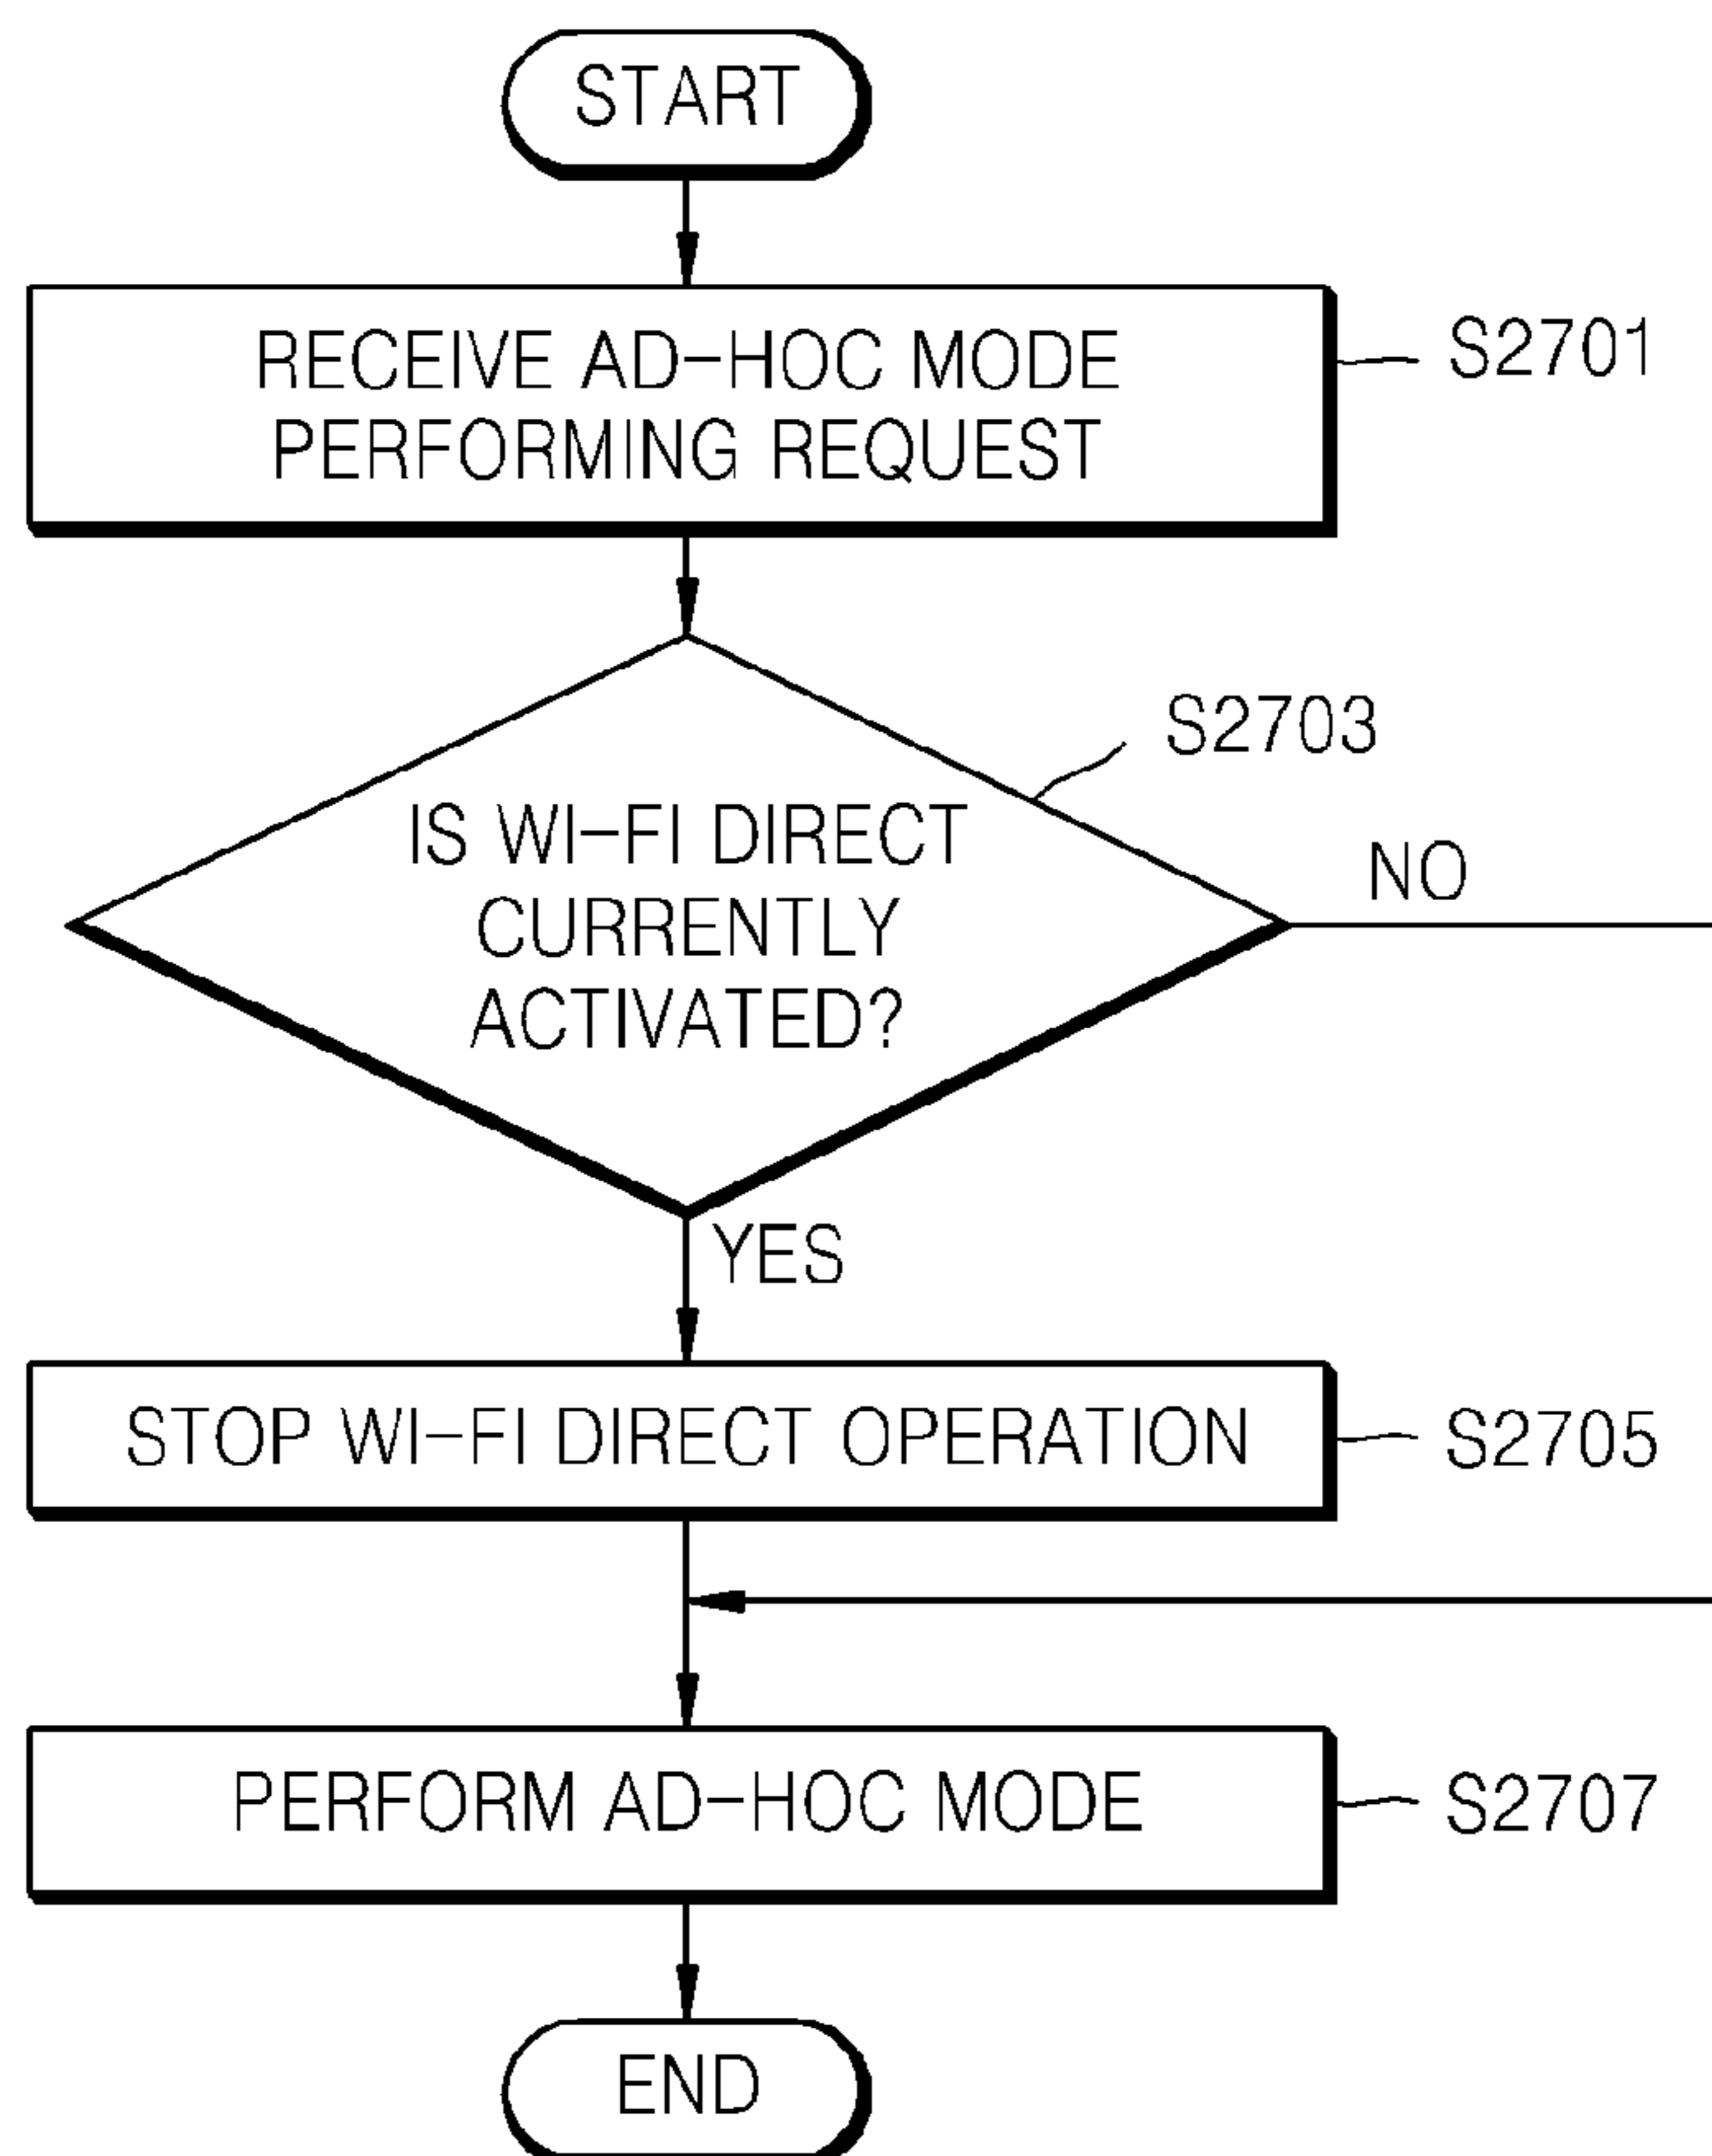 START
RECEIVE AD-HOC MODE
PERFORMING REQUEST
S2701
S2703
IS WI-FI DIRECT
CURRENTLY
ACTIVATED?
NO
YES
STOP WI-FI DIRECT OPERATION
S2705
PERFORM AD-HOC MODE
S2707
END